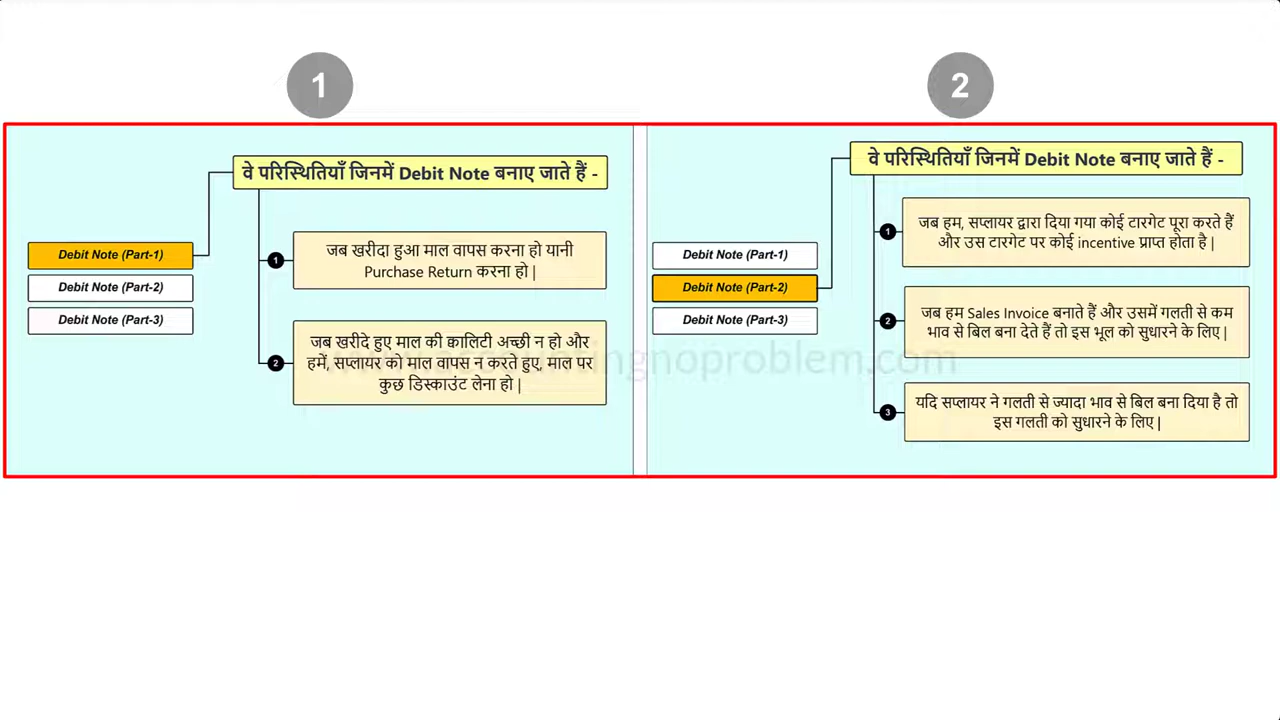 1
वे परिस्थितियाँ जिनमें Debit Note बनाए जाते हैं -
Debit Note (Part-1)
Debit Note (Part-2)
Debit Note (Part-3)
1
जब खरीदा हुआ माल वापस करना हो यानी
Purchase Return करना हो |
2
जब खरीदे हुए माल की क्वालिटी अच्छी न हो और
हमें, सप्लायर को माल वापस न करते हुए, माल पर
कुछ डिस्काउंट लेना हो |
2
वे परिस्थितियाँ जिनमें Debit Note बनाए जाते हैं -
Debit Note (Part-1)
Debit Note (Part-2)
Debit Note (Part-3)
1
जब हम, सप्लायर द्वारा दिया गया कोई टारगेट पूरा करते हैं
और उस टारगेट पर कोई incentive प्राप्त होता है |
2
जब हम Sales Invoice बनाते हैं और उसमें गलती से कम
भाव से बिल बना देते हैं तो इस भूल को सुधारने के लिए |
3
यदि सप्लायर ने गलती से ज्यादा भाव से बिल बना दिया है तो
इस गलती को सुधारने के लिए |
www.accountingnoproblem.com